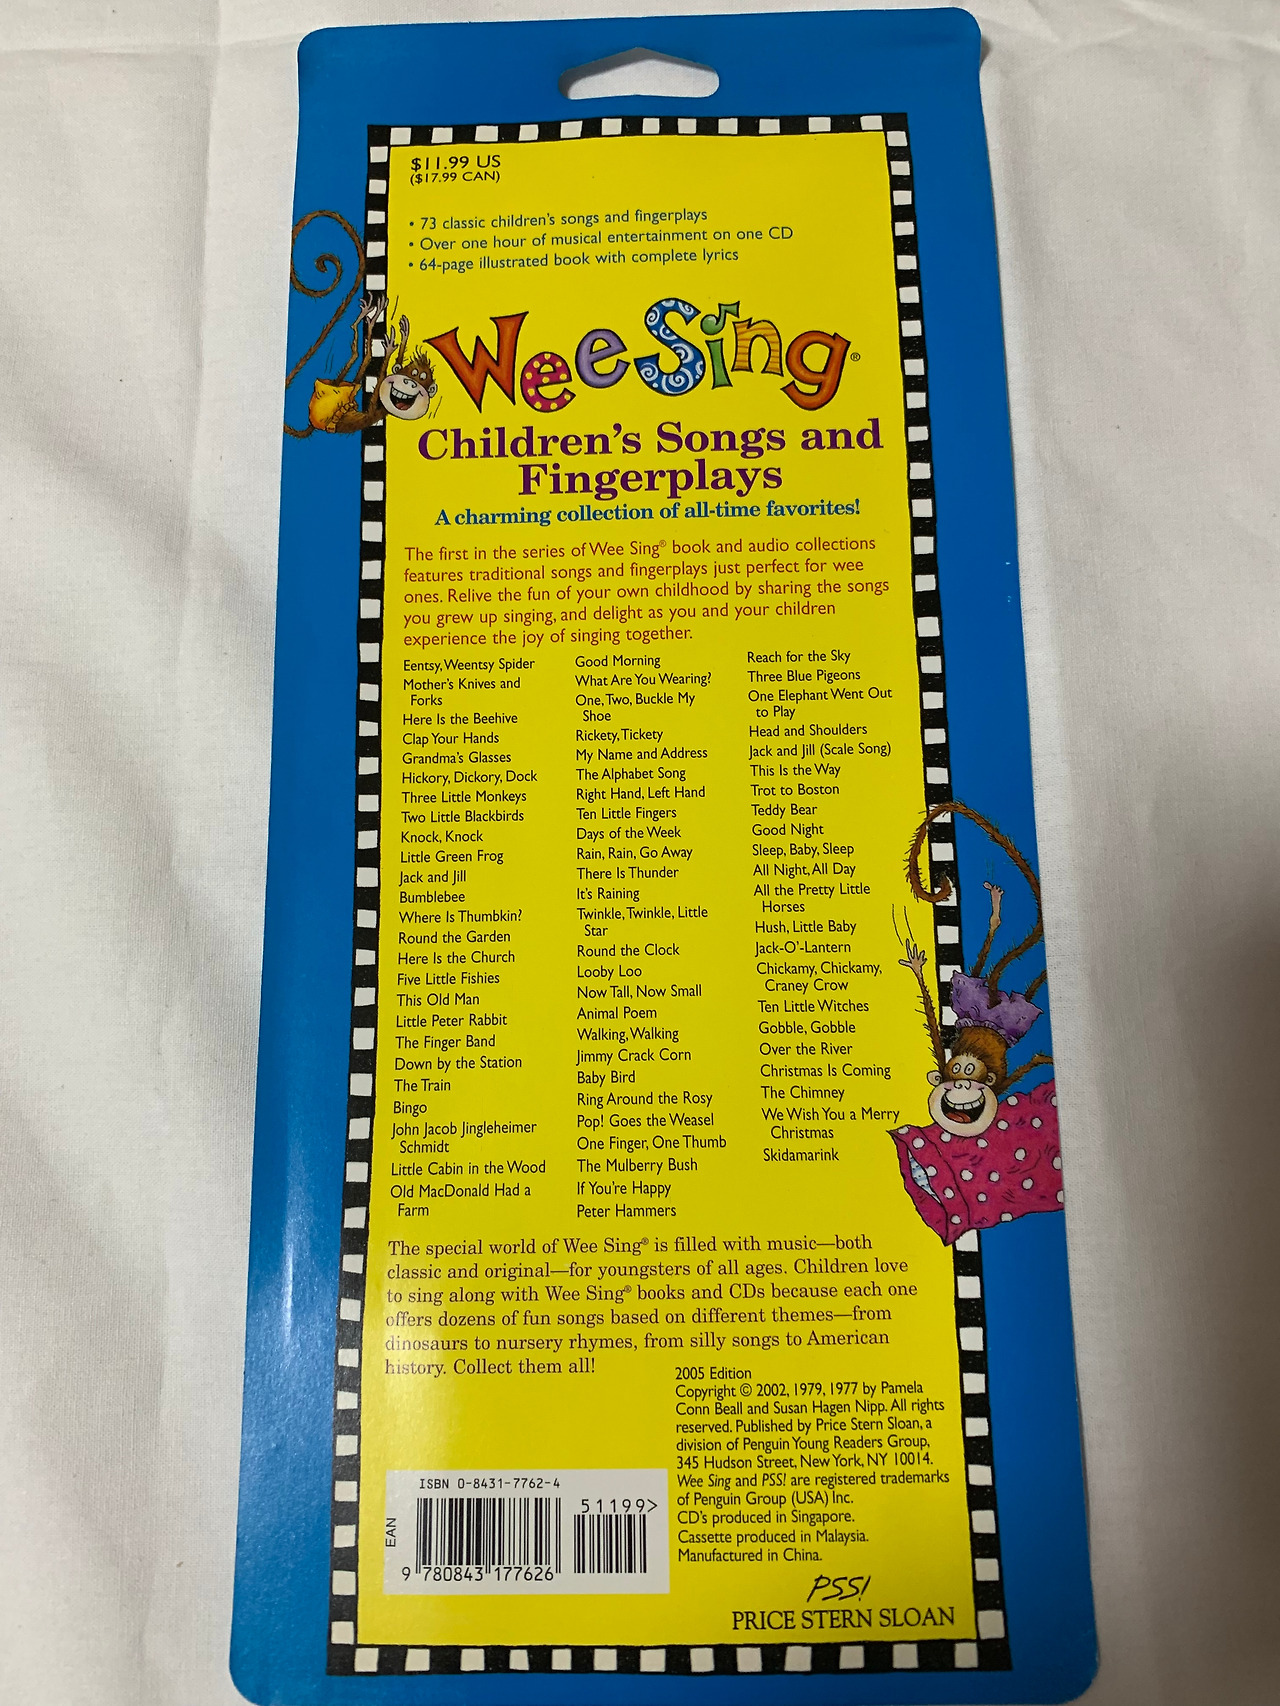 $11.99 US
($17.99 CAN)
• 73 classic children's songs and fingerplays
• Over one hour of musical entertainment on one CD
• 64-page illustrated book with complete lyrics
Wee Sing®
Children's Songs and
Fingerplays
A charming collection of all-time favorites!
The first in the series of Wee Sing® book and audio collections
features traditional songs and fingerplays just perfect for wee
ones. Relive the fun of your own childhood by sharing the songs
you grew up singing, and delight as you and your children
experience the joy of singing together.
Eentsy, Weentsy Spider
Mother's Knives and
Forks
Here Is the Beehive
Clap Your Hands
Grandma's Glasses
Hickory, Dickory, Dock
Three Little Monkeys
Two Little Blackbirds
Knock, Knock
Little Green Frog
Jack and Jill
Bumblebee
Where Is Thumbkin?
Round the Garden
Here Is the Church
Five Little Fishies
This Old Man
Little Peter Rabbit
The Finger Band
Down by the Station
The Train
Bingo
John Jacob Jingleheimer
Schmidt
Little Cabin in the Wood
Old MacDonald Had a
Farm
Good Morning
What Are You Wearing?
One, Two, Buckle My
Shoe
Rickety, Tickety
My Name and Address
The Alphabet Song
Right Hand, Left Hand
Ten Little Fingers
Days of the Week
Rain, Rain, Go Away
There Is Thunder
It's Raining
Twinkle, Twinkle, Little
Star
Round the Clock
Looby Loo
Now Tall, Now Small
Animal Poem
Walking, Walking
Jimmy Crack Corn
Baby Bird
Ring Around the Rosy
Pop! Goes the Weasel
One Finger, One Thumb
The Mulberry Bush
If You're Happy
Peter Hammers
Reach for the Sky
Three Blue Pigeons
One Elephant Went Out
to Play
Head and Shoulders
Jack and Jill (Scale Song)
This Is the Way
Trot to Boston
Teddy Bear
Good Night
Sleep, Baby, Sleep
All Night, All Day
All the Pretty Little
Horses
Hush, Little Baby
Jack-O'-Lantern
Chickamy, Chickamy,
Craney Crow
Ten Little Witches
Gobble, Gobble
Over the River
Christmas Is Coming
The Chimney
We Wish You a Merry
Christmas
Skidamarink
The special world of Wee Sing® is filled with music—both
classic and original—for youngsters of all ages. Children love
to sing along with Wee Sing® books and CDs because each one
offers dozens of fun songs based on different themes—from
dinosaurs to nursery rhymes, from silly songs to American
history. Collect them all!
2005 Edition
Copyright © 2002, 1979, 1977 by Pamela
Conn Beall and Susan Hagen Nipp. All rights
reserved. Published by Price Stern Sloan, a
division of Penguin Young Readers Group,
345 Hudson Street, New York, NY 10014.
Wee Sing and PSS! are registered trademarks
of Penguin Group (USA) Inc.
CD's produced in Singapore.
Cassette produced in Malaysia.
Manufactured in China.
ISBN 0-8431-7762-4
51199>
EAN
9 780843 177626
PSS!
PRICE STERN SLOAN